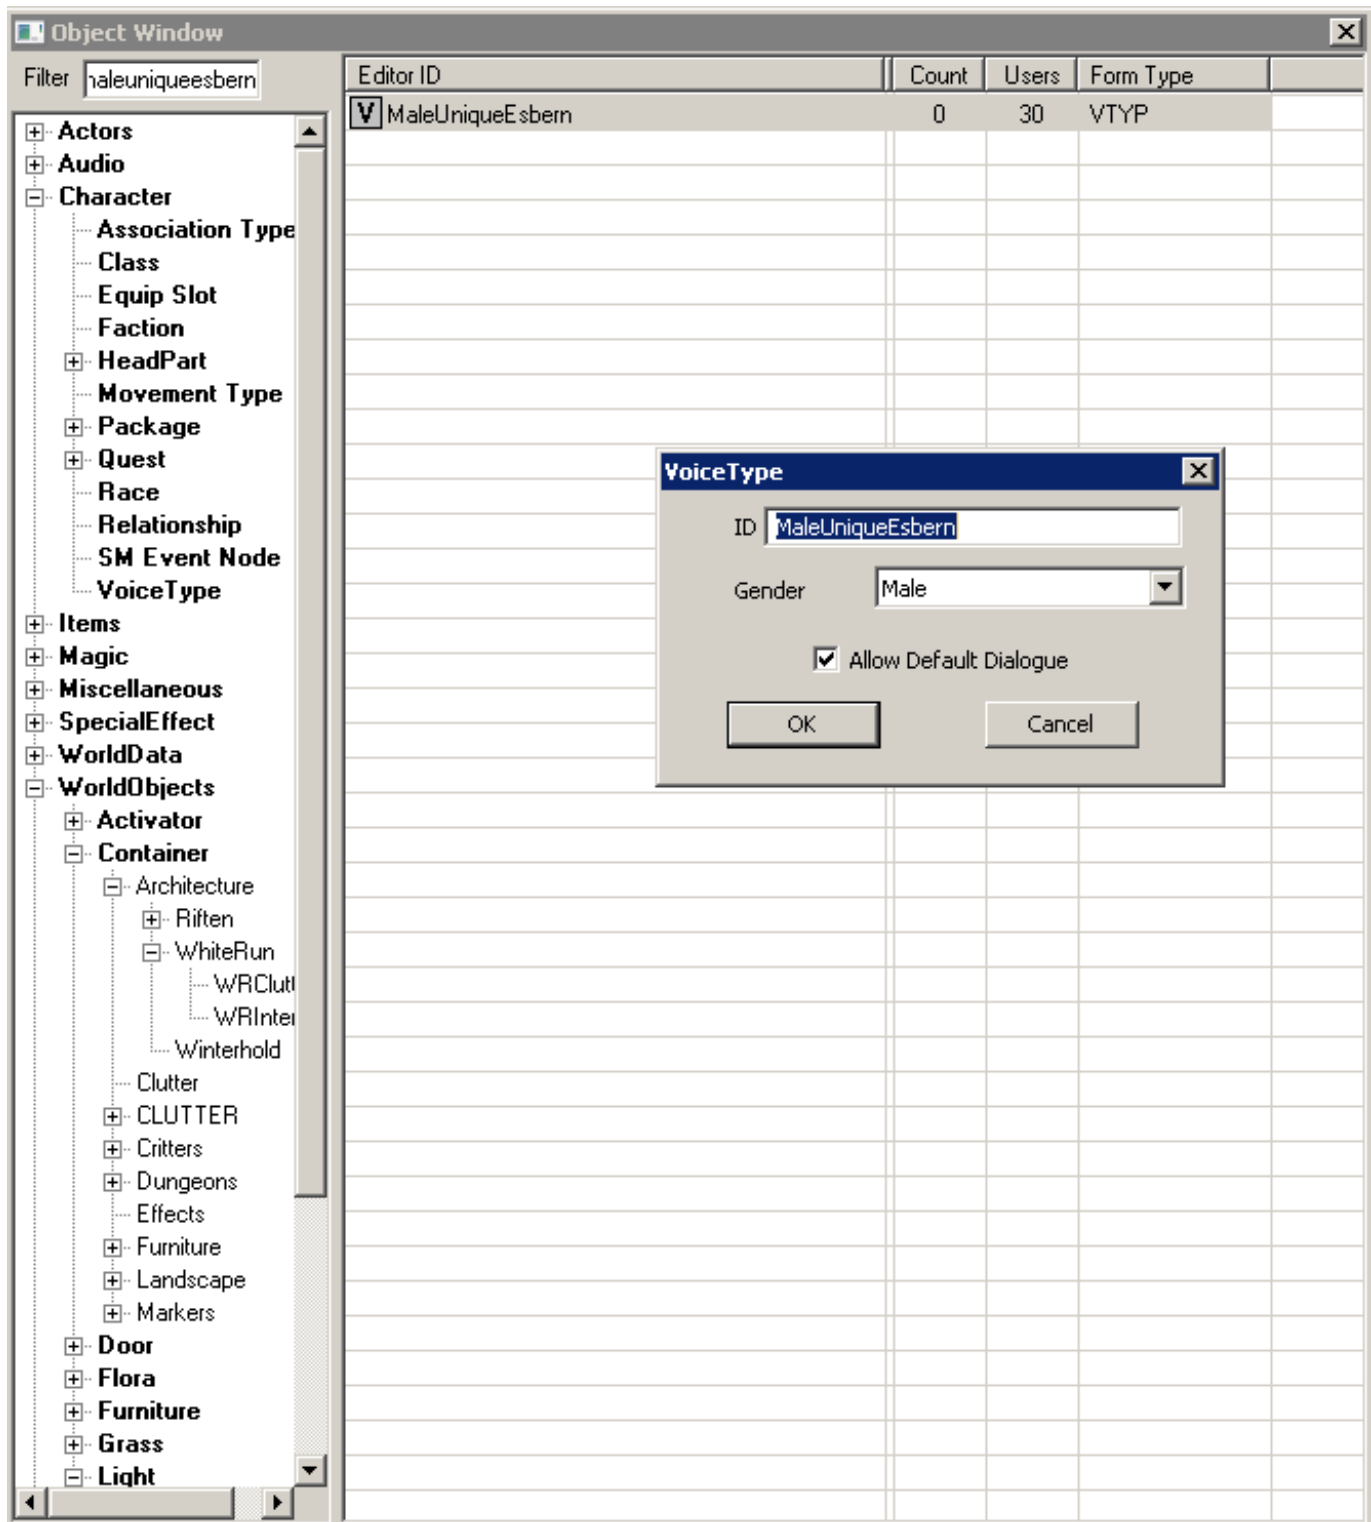 Object Window
Filter
naleuniqueesbern
Editor ID Count Users Form Type
V MaleUniqueEsbern 0 30 VTYP
Actors
Audio
Character
Association Type
Class
Equip Slot
Faction
HeadPart
Movement Type
Package
Quest
Race
Relationship
SM Event Node
VoiceType
Items
Magic
Miscellaneous
SpecialEffect
WorldData
WorldObjects
Activator
Container
Architecture
Riften
WhiteRun
WRClutt
WRInter
Winterhold
Clutter
CLUTTER
Critters
Dungeons
Effects
Furniture
Landscape
Markers
Door
Flora
Furniture
Grass
Light
VoiceType
ID MaleUniqueEsbern
Gender Male
Allow Default Dialogue
OK Cancel